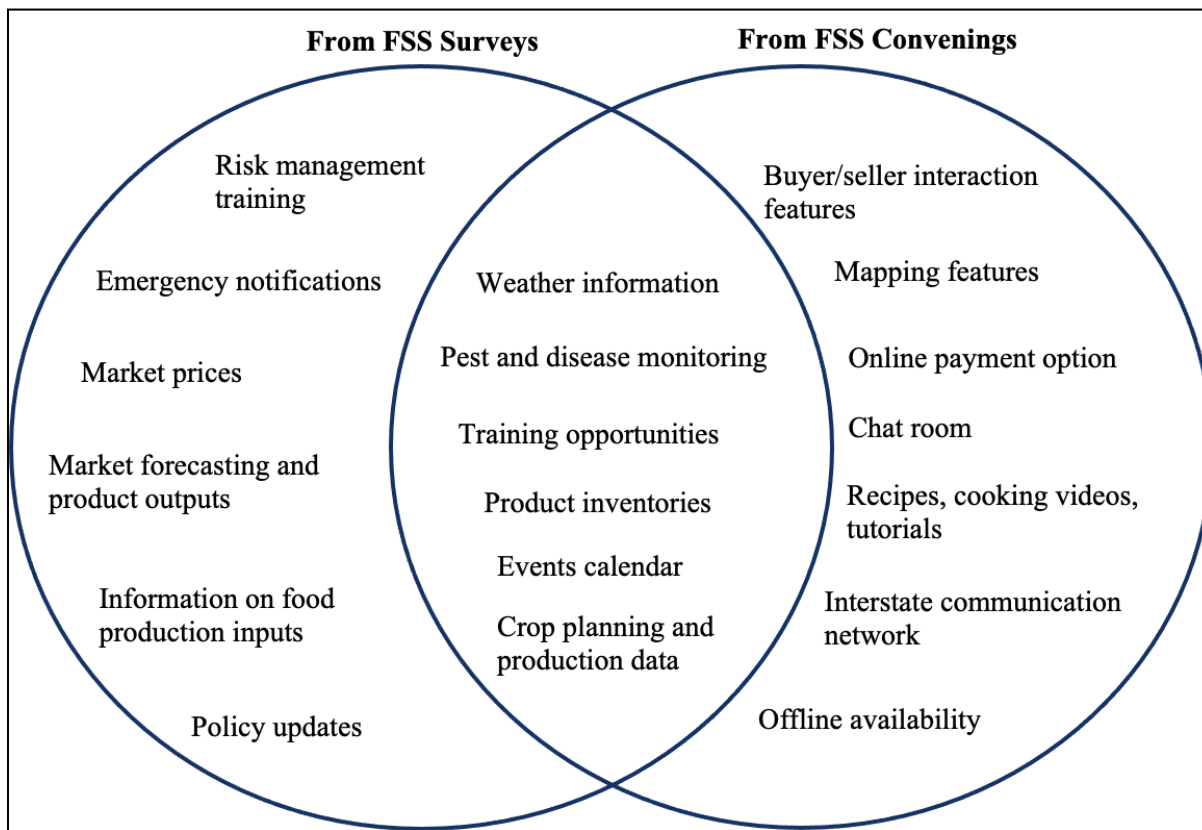 From FSS Surveys
From FSS Convenings
Risk management
training
Emergency notifications
Market prices
Market forecasting and
product outputs
Information on food
production inputs
Policy updates
Weather information
Pest and disease monitoring
Training opportunities
Product inventories
Events calendar
Crop planning and
production data
Buyer/seller interaction
features
Mapping features
Online payment option
Chat room
Recipes, cooking videos,
tutorials
Interstate communication
network
Offline availability